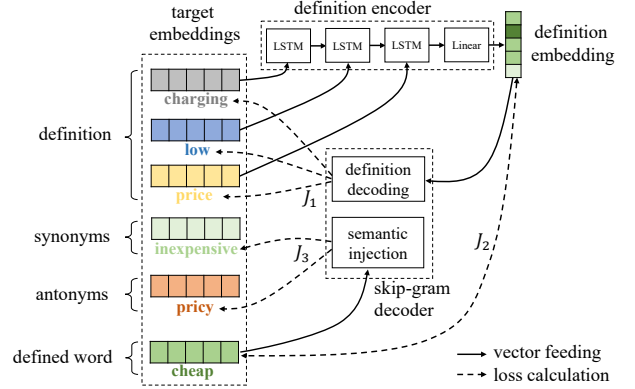 target
embeddings
definition encoder
LSTM
LSTM
LSTM
Linear
definition
embedding
charging
definition
low
price
J₁
definition
decoding
synonyms
inexpensive
J₃
semantic
injection
J₂
antonyms
pricy
skip-gram
decoder
defined word
cheap
vector feeding
loss calculation